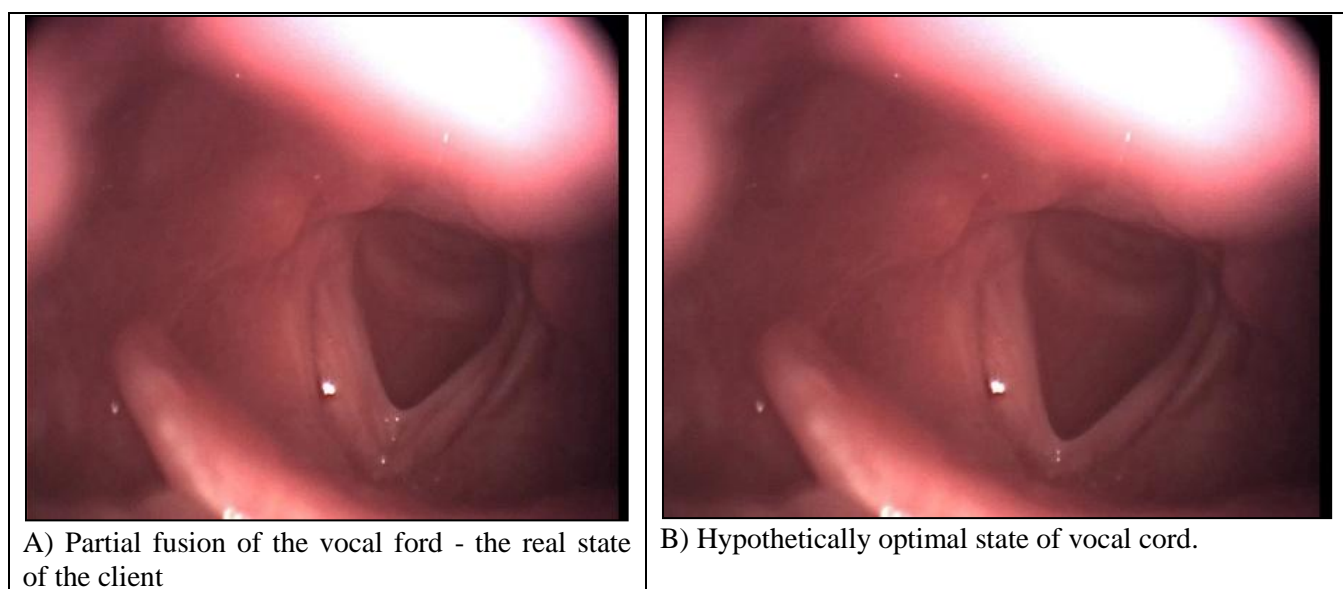 A) Partial fusion of the vocal ford - the real state
of the client
B) Hypothetically optimal state of vocal cord.